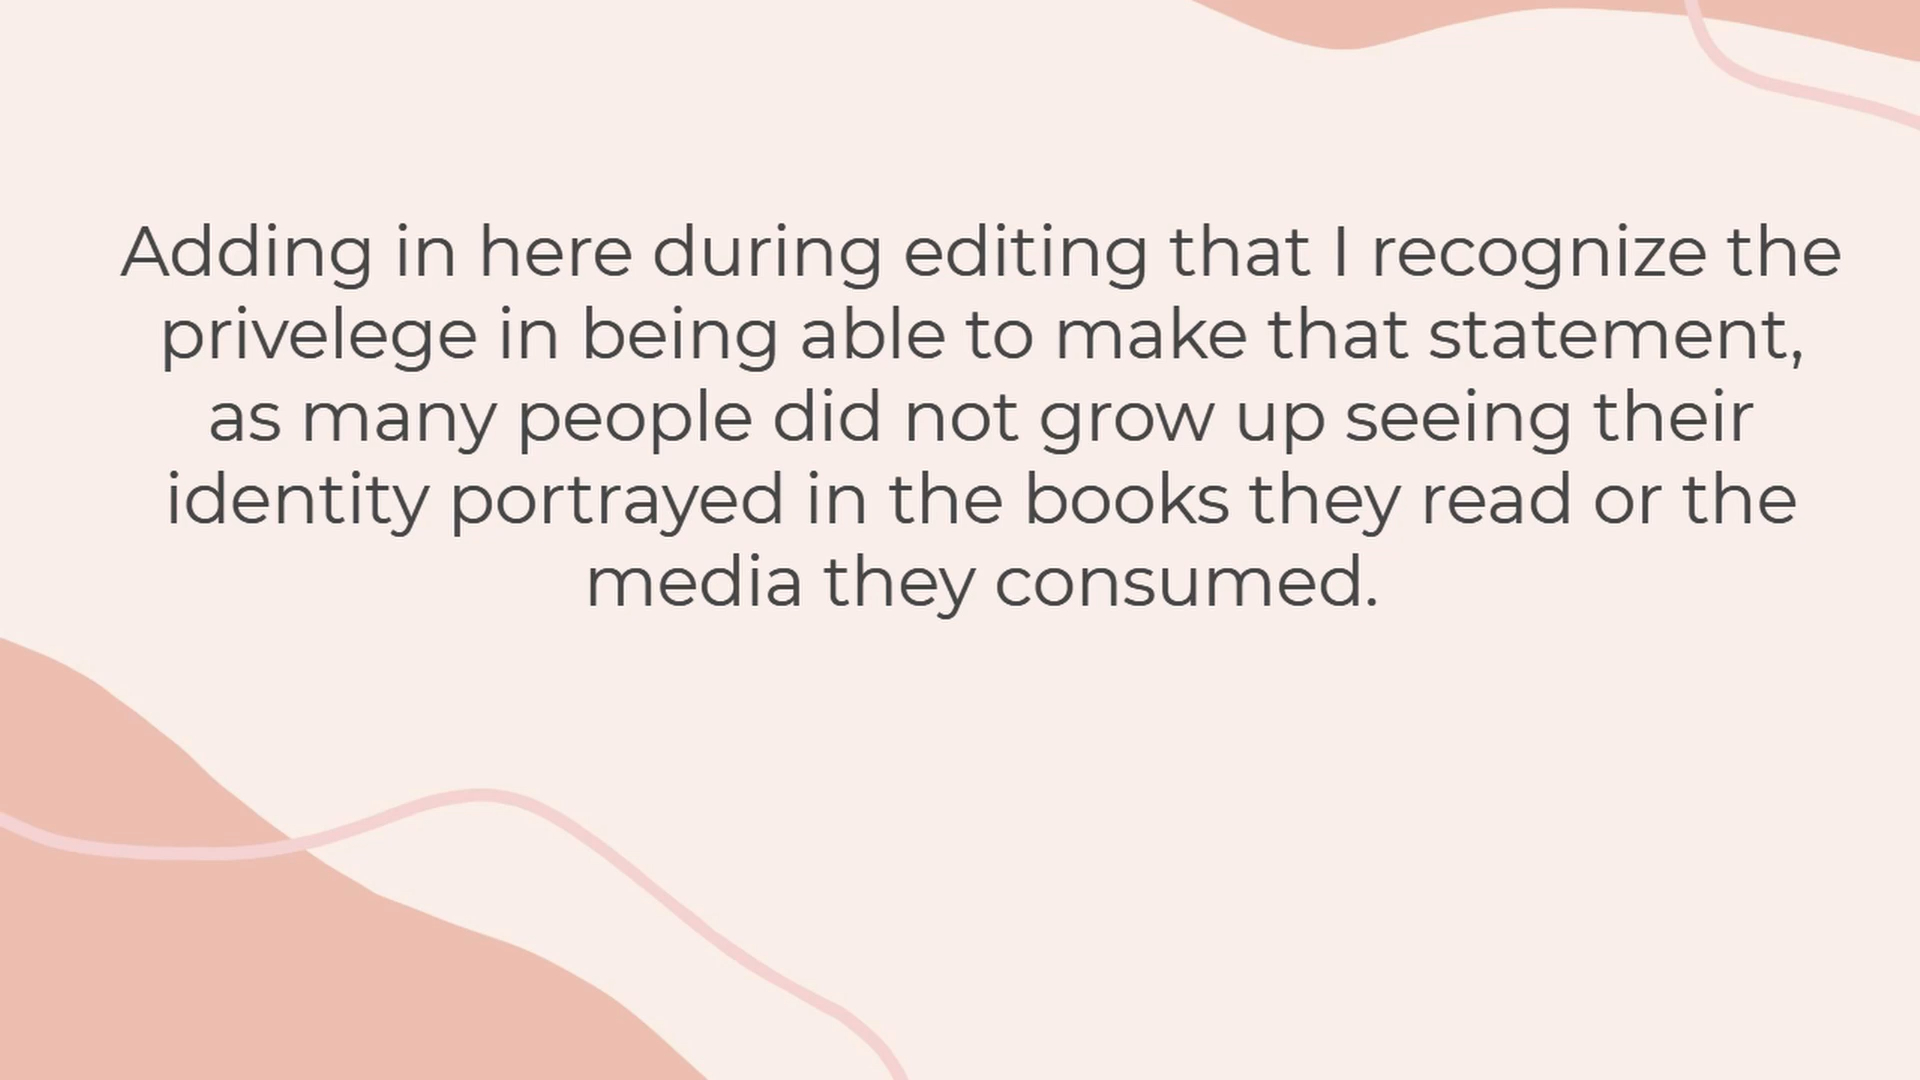 Adding in here during editing that I recognize the
privelege in being able to make that statement,
as many people did not grow up seeing their
identity portrayed in the books they read or the
media they consumed.